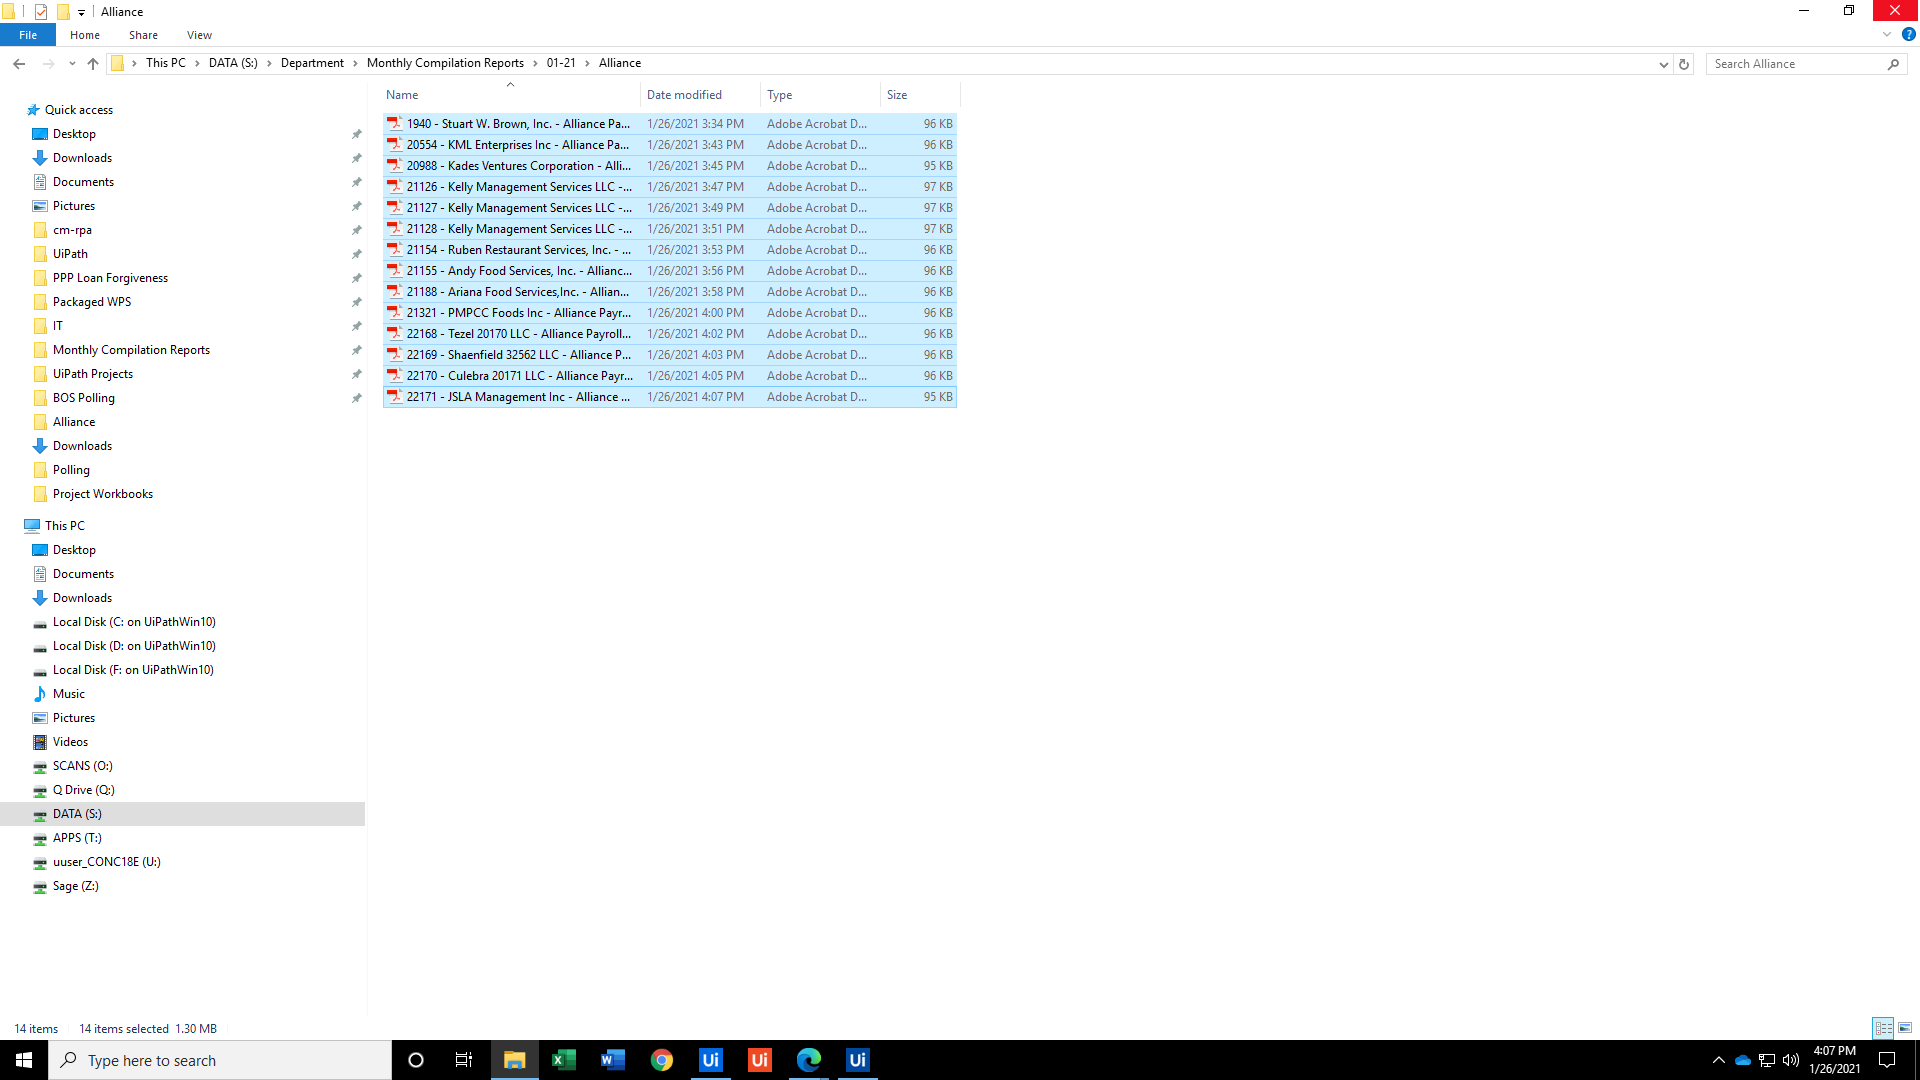 Alliance
File Home Share View
This PC DATA (S:) Department Monthly Compilation Reports 01-21 Alliance
Search Alliance
Name Date modified Type Size
Quick access
Desktop
Downloads
Documents
Pictures
cm-rpa
UiPath
PPP Loan Forgiveness
Packaged WPS
IT
Monthly Compilation Reports
UiPath Projects
BOS Polling
Alliance
Downloads
Polling
Project Workbooks
This PC
Desktop
Documents
Downloads
Local Disk (C: on UiPathWin10)
Local Disk (D: on UiPathWin10)
Local Disk (F: on UiPathWin10)
Music
Pictures
Videos
SCANS (O:)
Q Drive (Q:)
DATA (S:)
APPS (T:)
uuser_CONC18E (U:)
Sage (Z:)
1940 - Stuart W. Brown, Inc. - Alliance Pa... 1/26/2021 3:34 PM Adobe Acrobat D... 96 KB
20554 - KML Enterprises Inc - Alliance Pa... 1/26/2021 3:43 PM Adobe Acrobat D... 96 KB
20988 - Kades Ventures Corporation - Alli... 1/26/2021 3:45 PM Adobe Acrobat D... 95 KB
21126 - Kelly Management Services LLC -... 1/26/2021 3:47 PM Adobe Acrobat D... 97 KB
21127 - Kelly Management Services LLC -... 1/26/2021 3:49 PM Adobe Acrobat D... 97 KB
21128 - Kelly Management Services LLC -... 1/26/2021 3:51 PM Adobe Acrobat D... 97 KB
21154 - Ruben Restaurant Services, Inc. - ... 1/26/2021 3:53 PM Adobe Acrobat D... 96 KB
21155 - Andy Food Services, Inc. - Allianc... 1/26/2021 3:56 PM Adobe Acrobat D... 96 KB
21188 - Ariana Food Services,Inc. - Allian... 1/26/2021 3:58 PM Adobe Acrobat D... 96 KB
21321 - PMPCC Foods Inc - Alliance Payr... 1/26/2021 4:00 PM Adobe Acrobat D... 96 KB
22168 - Tezel 20170 LLC - Alliance Payroll... 1/26/2021 4:02 PM Adobe Acrobat D... 96 KB
22169 - Shaenfield 32562 LLC - Alliance P... 1/26/2021 4:03 PM Adobe Acrobat D... 96 KB
22170 - Culebra 20171 LLC - Alliance Payr... 1/26/2021 4:05 PM Adobe Acrobat D... 96 KB
22171 - JSLA Management Inc - Alliance ... 1/26/2021 4:07 PM Adobe Acrobat D... 95 KB
14 items 14 items selected 1.30 MB
Type here to search
Ui Ui Ui
4:07 PM
1/26/2021